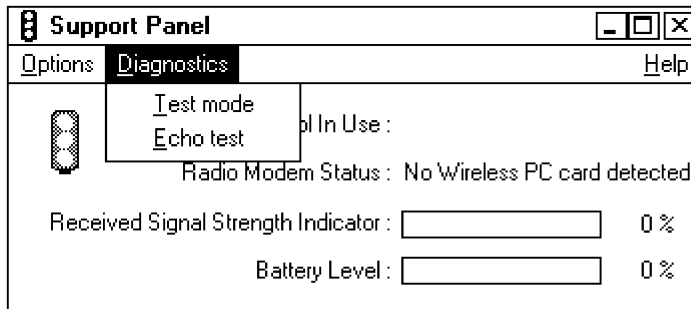 Support Panel
Options Diagnostics Help
Test mode
Echo test
In Use :
Radio Modem Status : No Wireless PC card detected
Received Signal Strength Indicator : 0 %
Battery Level : 0 %